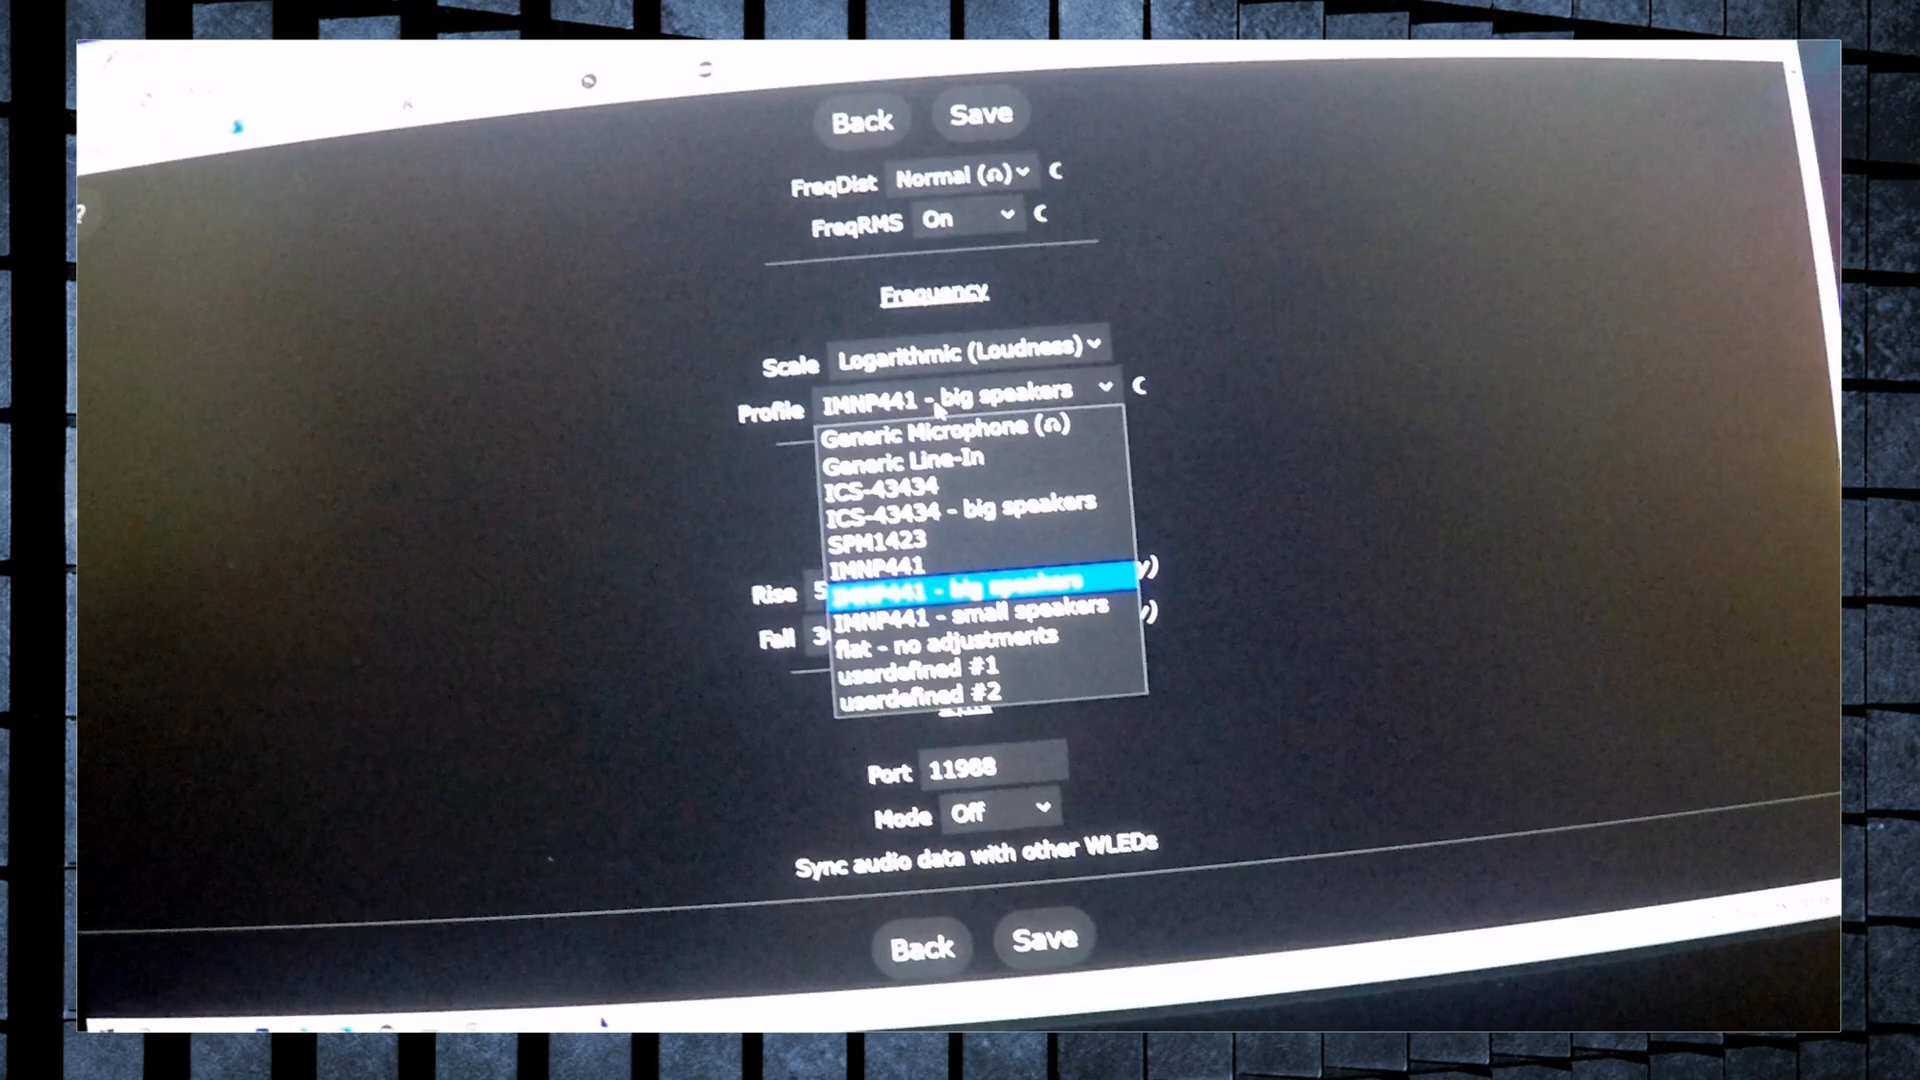 Back Save
FreqDist Normal (ᴖ)
FreqRMS On
?
Frequency
Scale Logarithmic (Loudness)
Profile IMNP441 - big speakers
Generic Microphone (ᴖ)
Generic Line-In
ICS-43434
ICS-43434 - big speakers
SPM1423
IMNP441
IMNP441 - big speakers
Rise 5
IMNP441 - small speakers
flat - no adjustments
Fall 3
userdefined #1
userdefined #2
Port 11988
Mode Off
Sync audio data with other WLEDs
Back Save